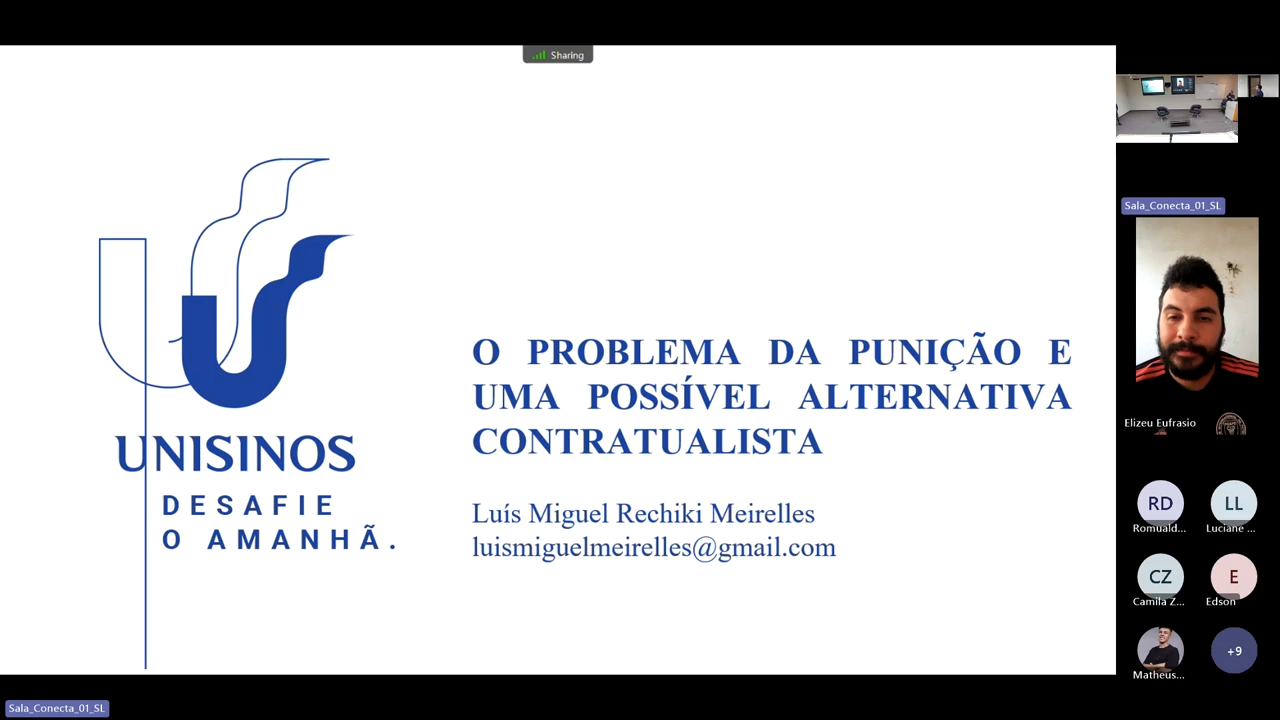 Sharing
UNISINOS
DESAFIE
O AMANHÃ.
O PROBLEMA DA PUNIÇÃO E
UMA POSSÍVEL ALTERNATIVA
CONTRATUALISTA
Luís Miguel Rechiki Meirelles
luismiguelmeirelles@gmail.com
Sala_Conecta_01_SL
Elizeu Eufrasio
RD
LL
Romuald...
Luciane ...
CZ
E
Camila Z...
Edson
Matheus...
+9
Sala_Conecta_01_SL